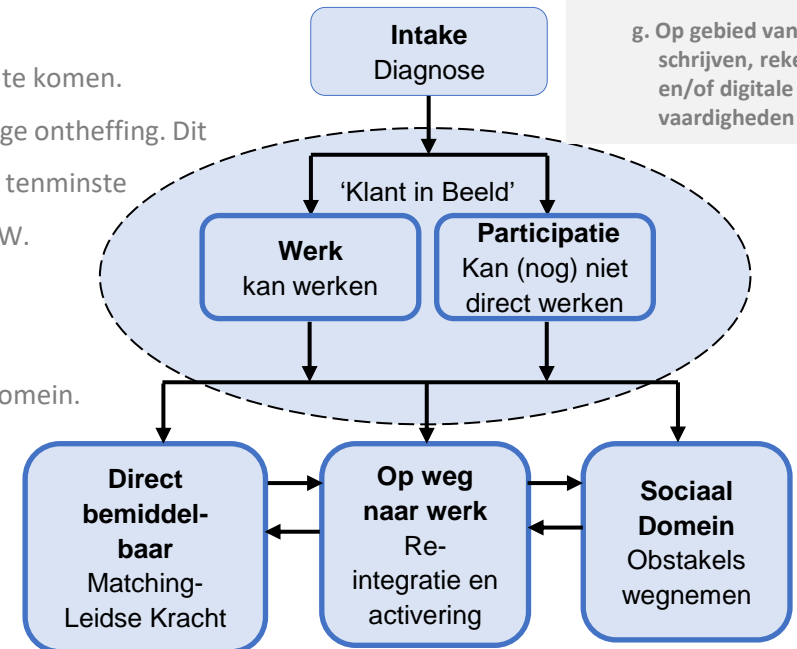 te komen.
ge ontheffing. Dit
tenminste
W.
omein.
g. Op gebied van
schrijven, reke
en/of digitale
vaardigheden
Intake
Diagnose
‘Klant in Beeld’
Werk
kan werken
Participatie
Kan (nog) niet
direct werken
Direct
bemiddel-
baar
Matching-
Leidse Kracht
Op weg
naar werk
Re-
integratie en
activering
Sociaal
Domein
Obstakels
wegnemen